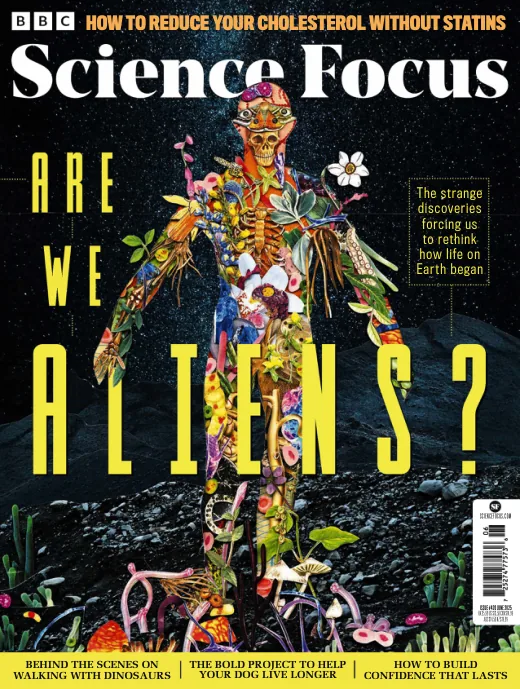 BBC HOW TO REDUCE YOUR CHOLESTEROL WITHOUT STATINS
Science Focus
ARE
WE
ALIENS?
The strange
discoveries
forcing us
to rethink
how life on
Earth began
SF
SCIENCEFOCUS.COM
06
BEHIND THE SCENES ON
WALKING WITH DINOSAURS
THE BOLD PROJECT TO HELP
YOUR DOG LIVE LONGER
HOW TO BUILD
CONFIDENCE THAT LASTS